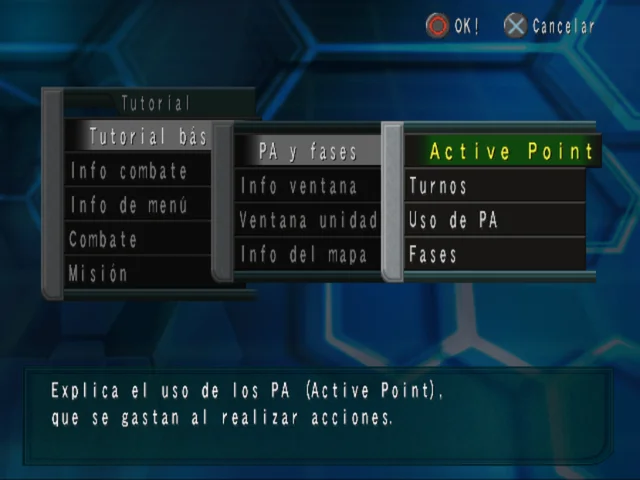 OK! Cancelar
Tutorial
Tutorial bás
Info combate
Info de menú
Combate
Misión
PA y fases
Info ventana
Ventana unidad
Info del mapa
Active Point
Turnos
Uso de PA
Fases
Explica el uso de los PA (Active Point),
que se gastan al realizar acciones.